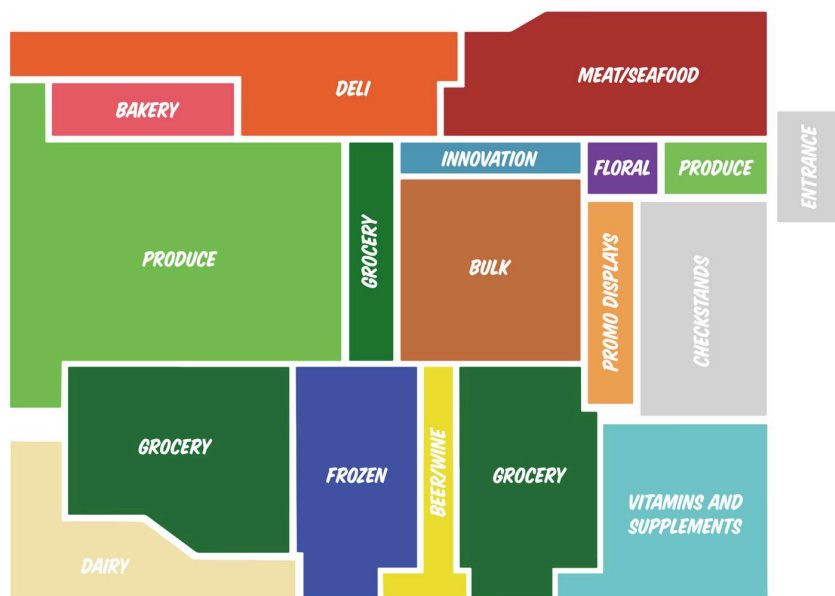 MEAT/SEAFOOD
DELI
BAKERY
ENTRANCE
INNOVATION
FLORAL
PRODUCE
PRODUCE
GROCERY
BULK
PROMO DISPLAYS
CHECKSTANDS
GROCERY
FROZEN
BEER/WINE
GROCERY
VITAMINS AND
SUPPLEMENTS
DAIRY